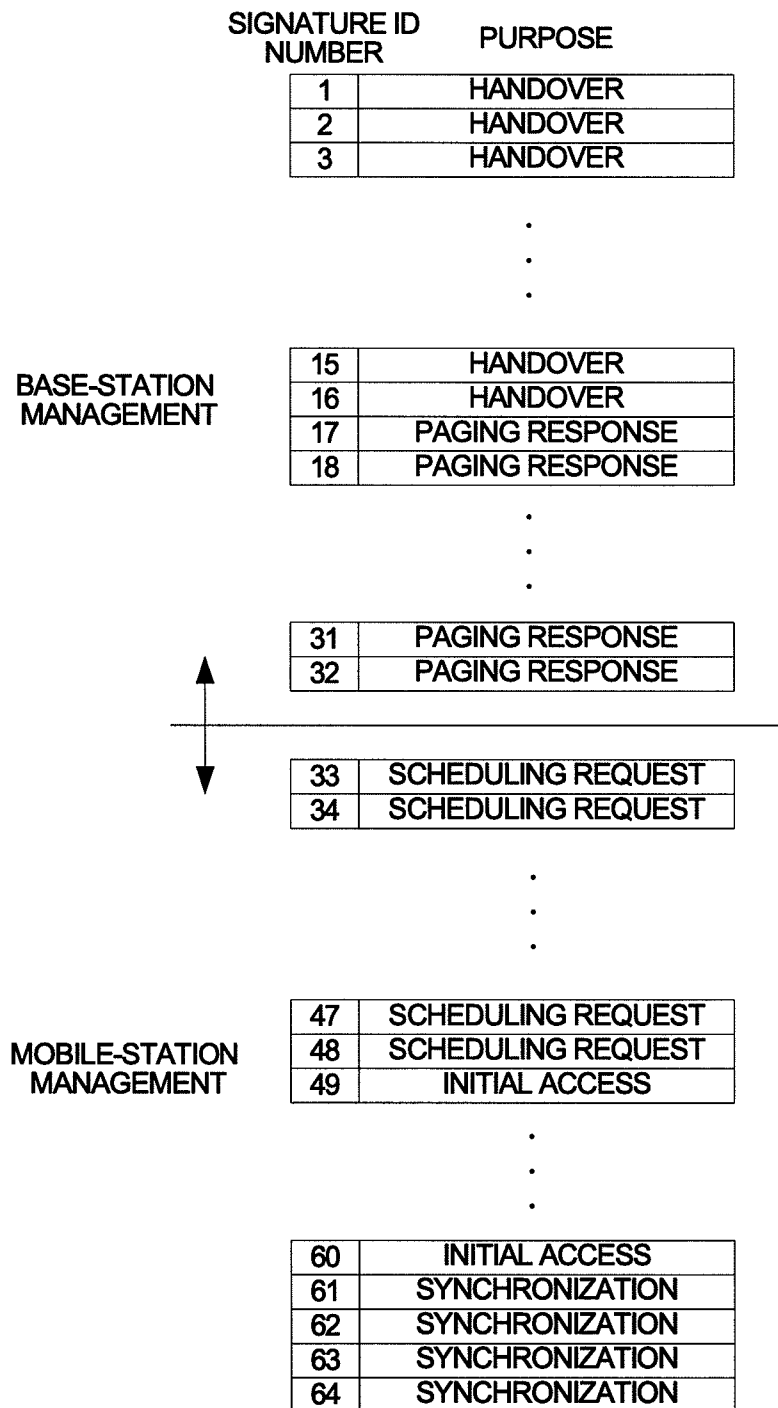 SIGNATURE ID NUMBER PURPOSE
1 HANDOVER
2 HANDOVER
3 HANDOVER
.
.
.
BASE-STATION MANAGEMENT
15 HANDOVER
16 HANDOVER
17 PAGING RESPONSE
18 PAGING RESPONSE
.
.
.
31 PAGING RESPONSE
32 PAGING RESPONSE
33 SCHEDULING REQUEST
34 SCHEDULING REQUEST
.
.
.
MOBILE-STATION MANAGEMENT
47 SCHEDULING REQUEST
48 SCHEDULING REQUEST
49 INITIAL ACCESS
.
.
.
60 INITIAL ACCESS
61 SYNCHRONIZATION
62 SYNCHRONIZATION
63 SYNCHRONIZATION
64 SYNCHRONIZATION